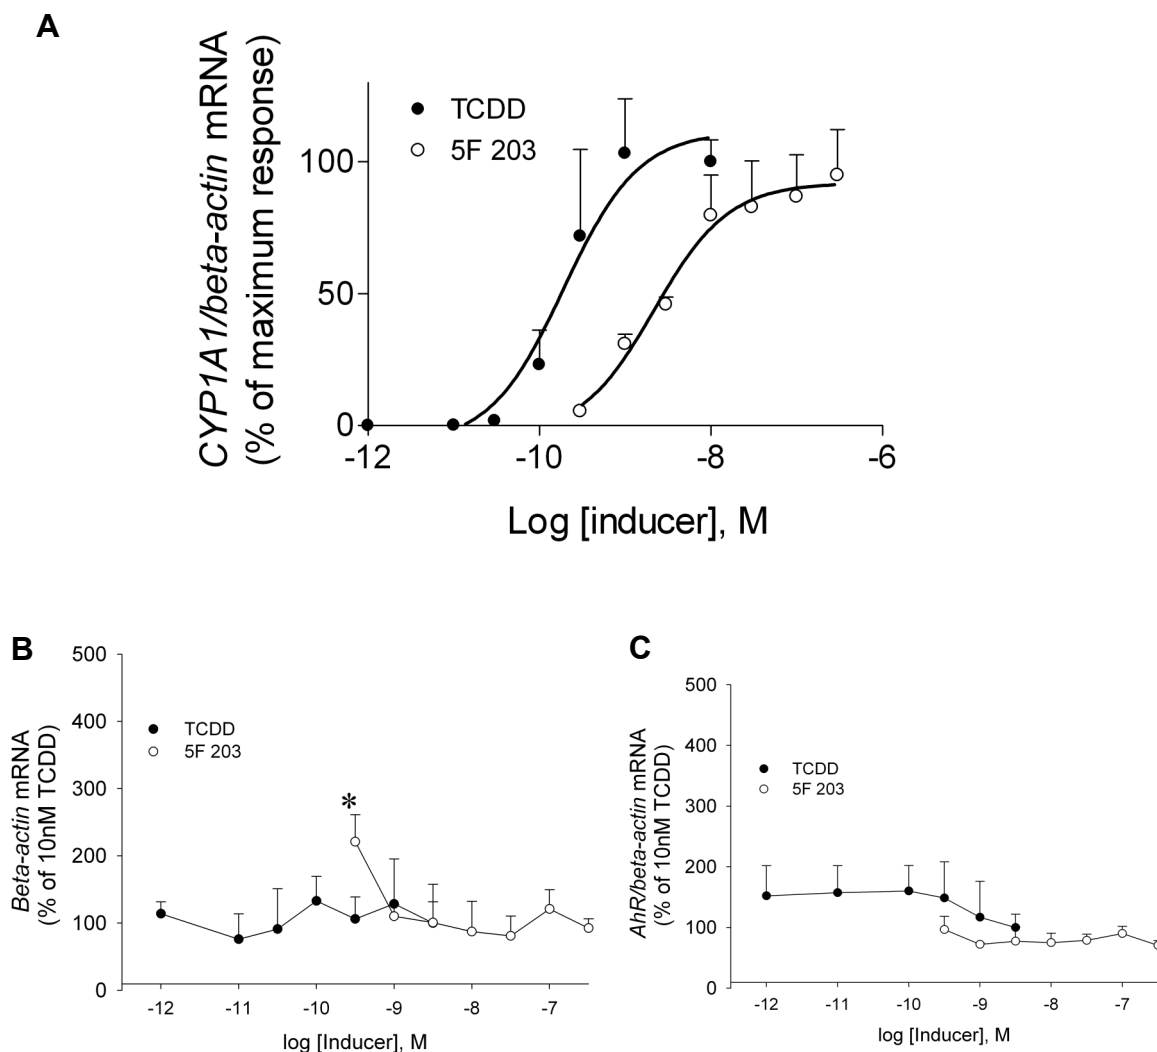 A
CYP1A1/beta-actin mRNA
(% of maximum response)
TCDD
5F 203
100
50
0
-12
-10
-8
-6
Log [inducer], M
B
Beta-actin mRNA
(% of 10nM TCDD)
500
400
300
200
100
0
TCDD
5F 203
*
-12
-11
-10
-9
-8
-7
log [Inducer], M
C
AhR/beta-actin mRNA
(% of 10nM TCDD)
500
400
300
200
100
0
TCDD
5F 203
-12
-11
-10
-9
-8
-7
log [Inducer], M